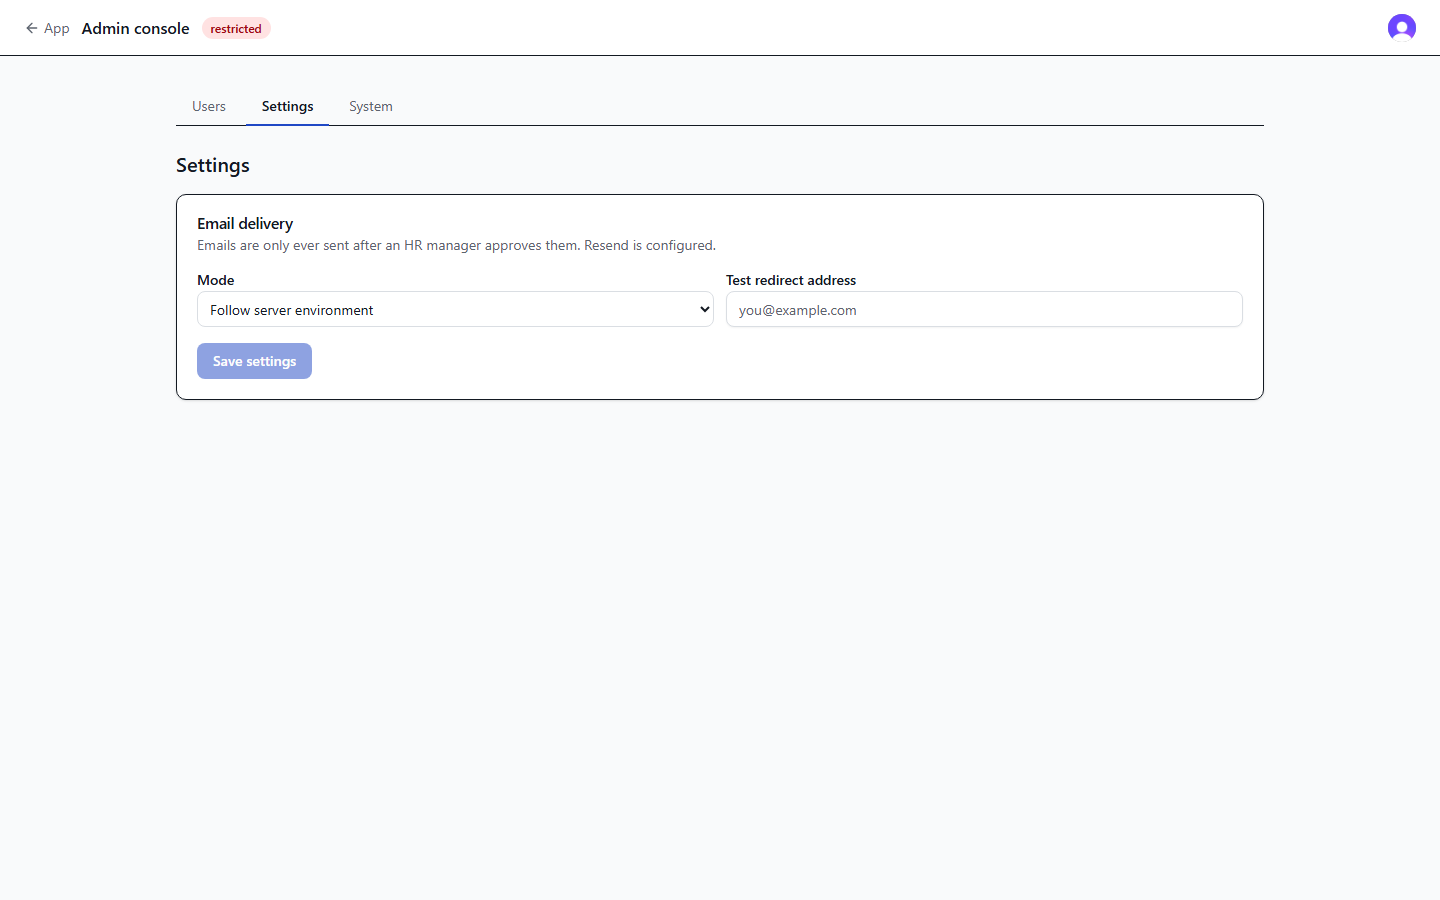 App Admin console restricted
Users Settings System
Settings
Email delivery
Emails are only ever sent after an HR manager approves them. Resend is configured.
Mode Test redirect address
Follow server environment you@example.com
Save settings